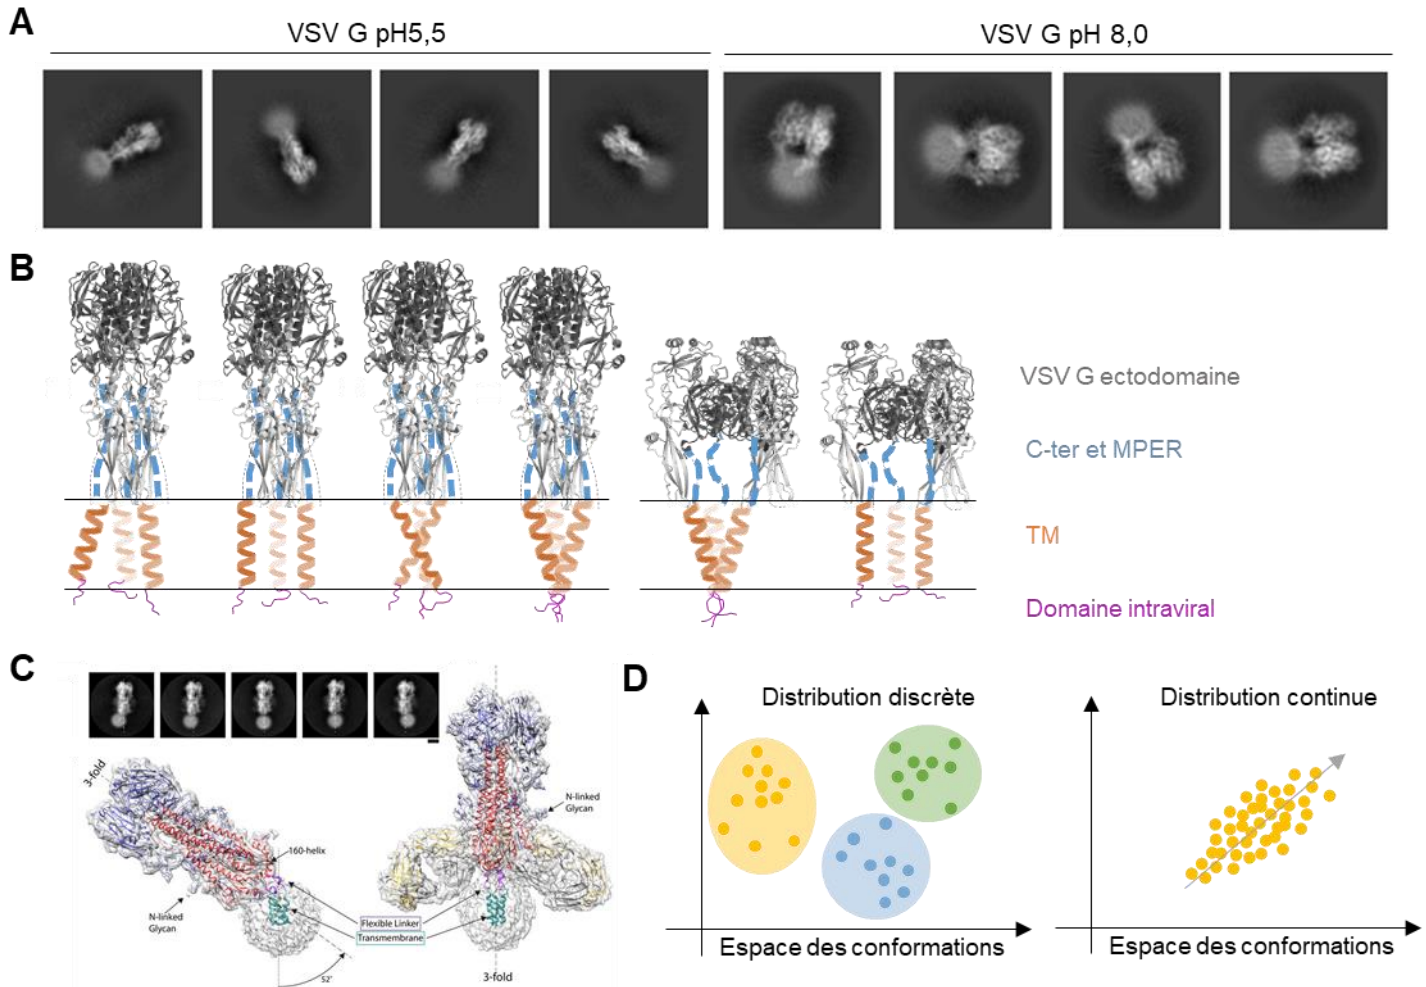 A
VSV G pH5,5
VSV G pH 8,0
B
VSV G ectodomaine
C-ter et MPER
TM
Domaine intraviral
C
3-fold
N-linked
Glycan
160-helix
N-linked
Glycan
Flexible Linker
Transmembrane
52°
3-fold
D
Distribution discrète
Distribution continue
Espace des conformations
Espace des conformations